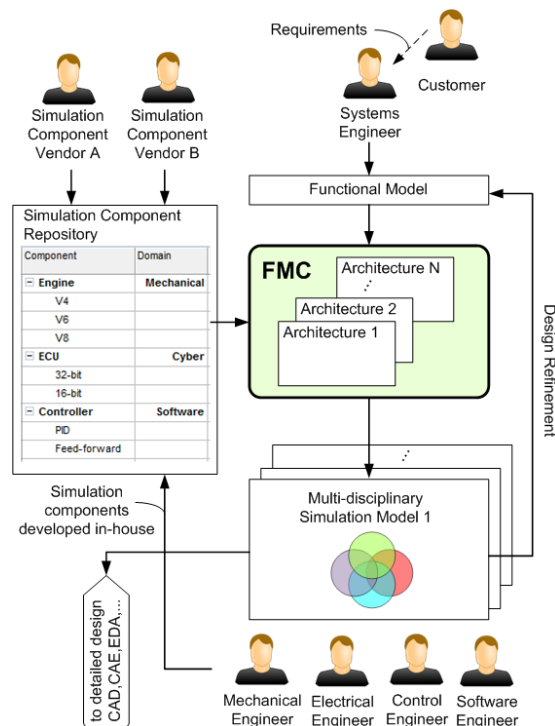 Requirements
Customer
Simulation
Component
Vendor A
Simulation
Component
Vendor B
Systems
Engineer
Functional Model
Simulation Component
Repository
Component Domain
Engine Mechanical
V4
V6
V8
ECU Cyber
32-bit
16-bit
Controller Software
PID
Feed-forward
FMC
Architecture N
⋮
Architecture 2
Architecture 1
Design Refinement
Simulation
components
developed in-house
⋮
Multi-disciplinary
Simulation Model 1
to detailed design
CAD,CAE,EDA,...
Mechanical
Engineer
Electrical
Engineer
Control
Engineer
Software
Engineer